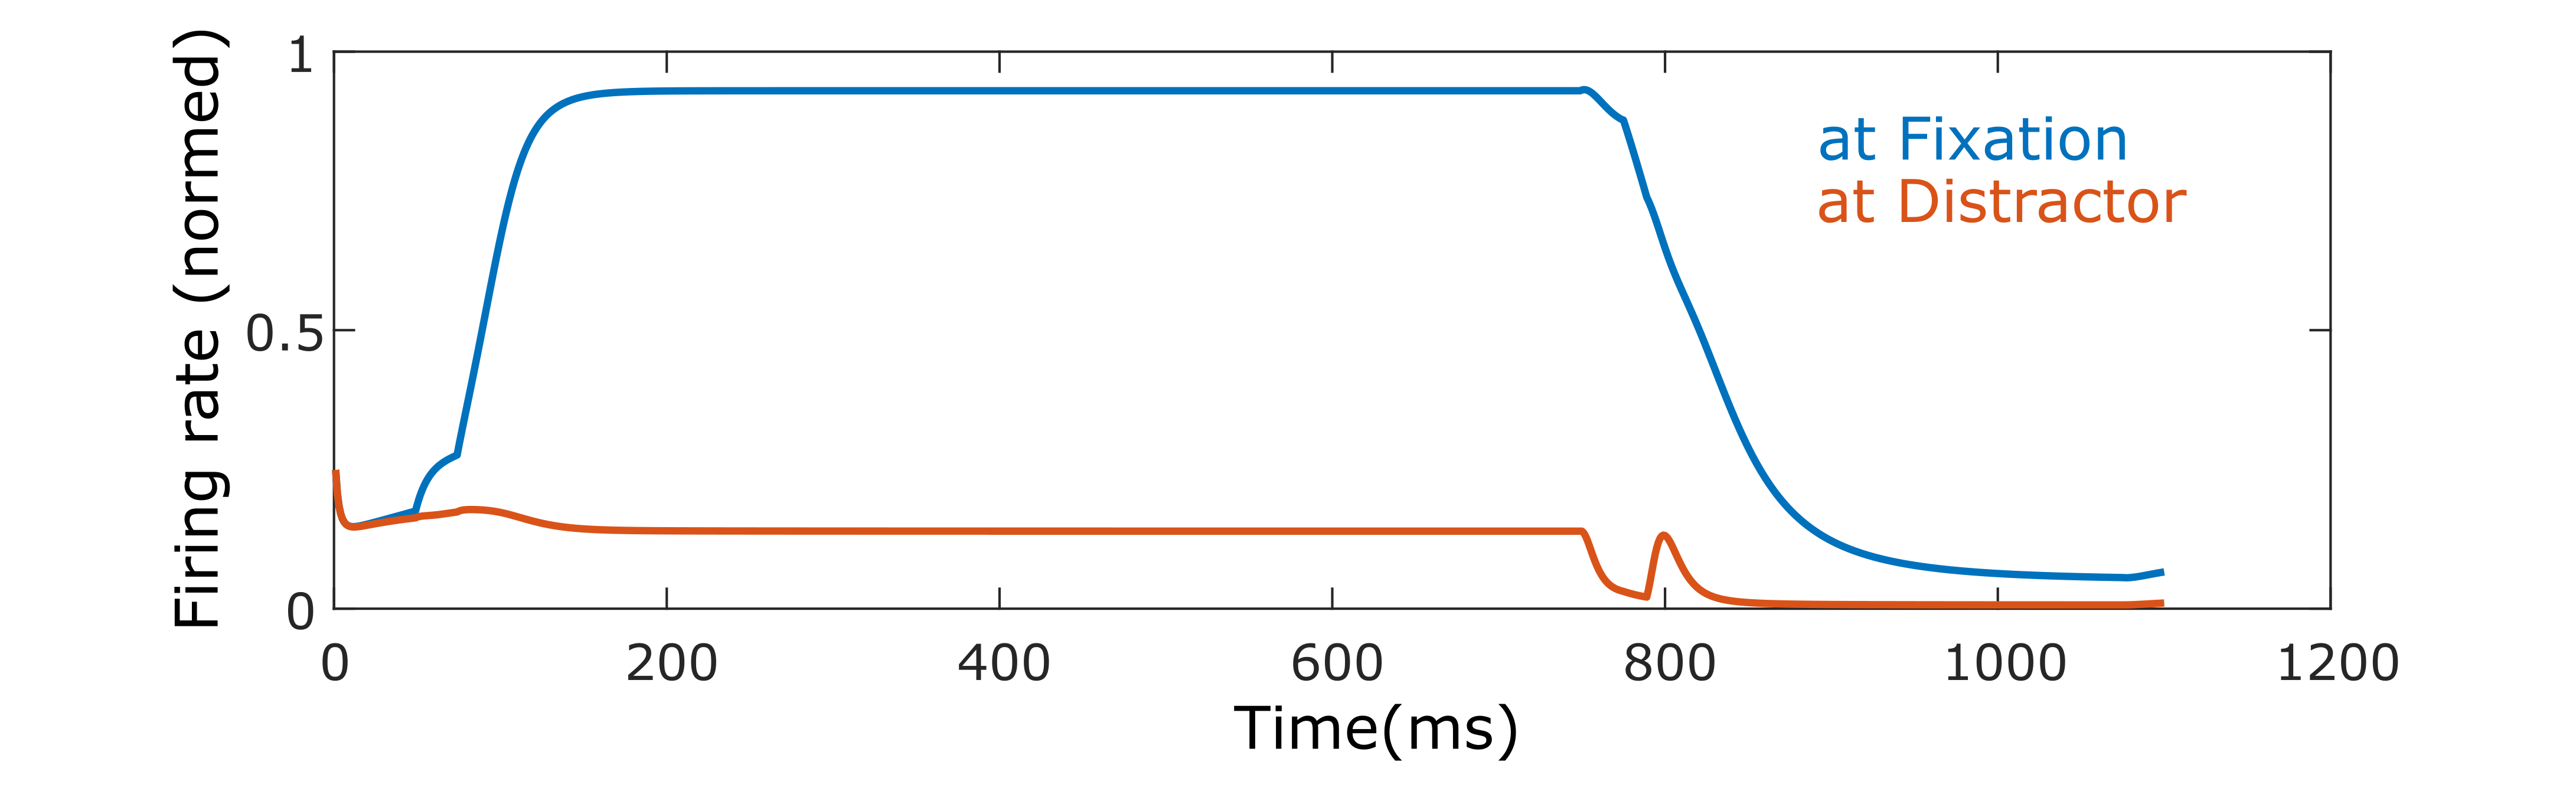 Firing rate (normed)
1
0.5
0
at Fixation
at Distractor
0 200 400 600 800 1000 1200
Time(ms)